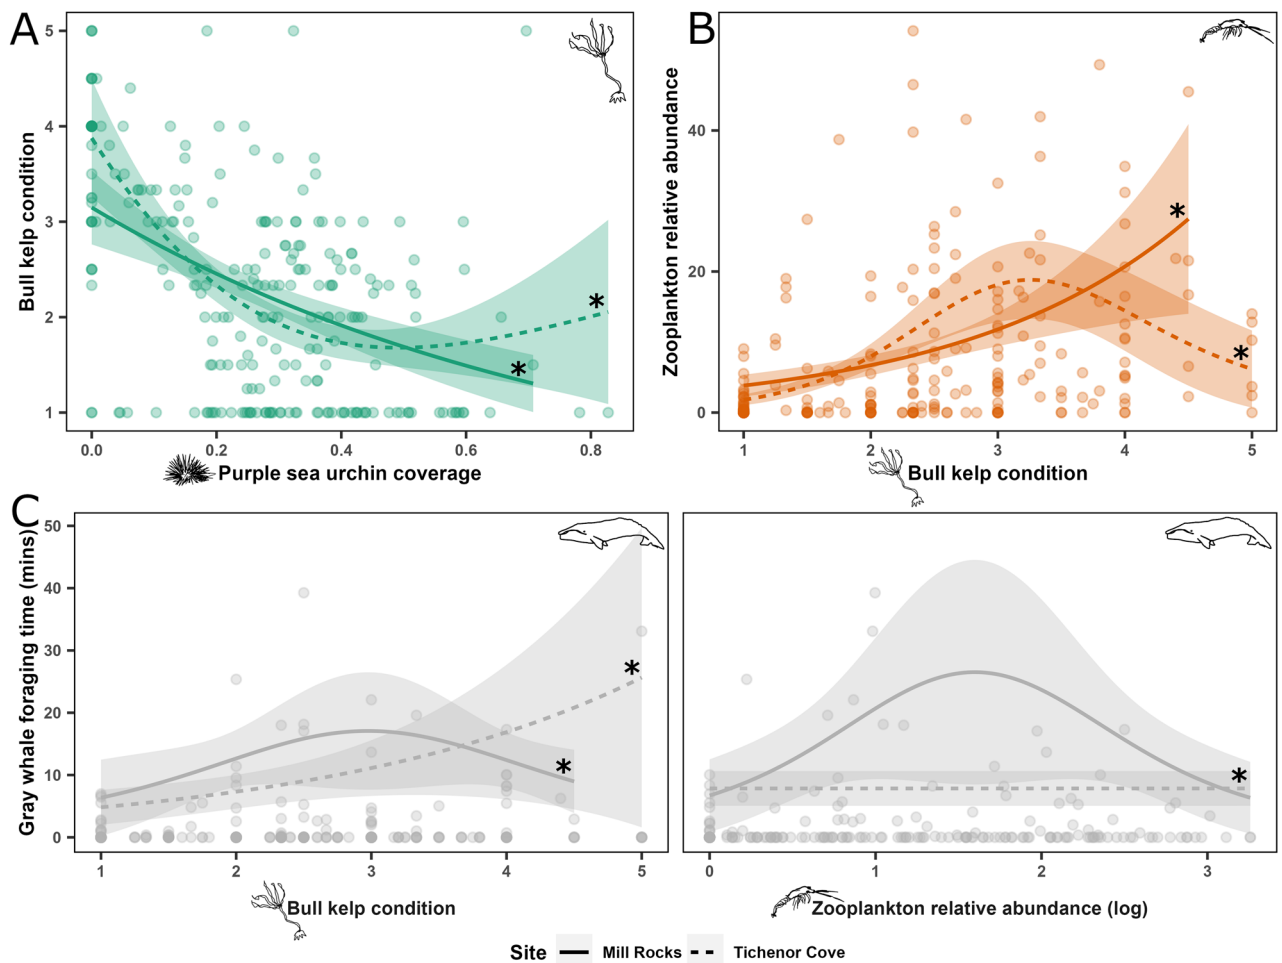 A
Bull kelp condition
5
4
3
2
1
*
*
0.0 0.2 0.4 0.6 0.8
Purple sea urchin coverage
B
Zooplankton relative abundance
40
20
0
*
*
1 2 3 4 5
Bull kelp condition
C
Gray whale foraging time (mins)
50
40
30
20
10
0
*
*
1 2 3 4 5
Bull kelp condition
*
0 1 2 3
Zooplankton relative abundance (log)
Site Mill Rocks Tichenor Cove